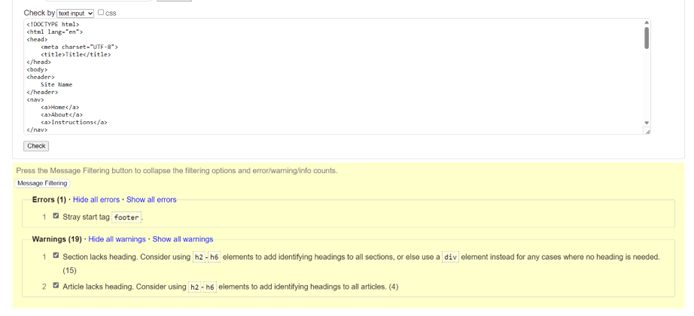 Check by text input css
<!DOCTYPE html>
<html lang="en">
<head>
<meta charset="UTF-8">
<title>Title</title>
</head>
<body>
<header>
Site Name
</header>
<nav>
<a>Home</a>
<a>About</a>
<a>Instructions</a>
</nav>
Check
Press the Message Filtering button to collapse the filtering options and error/warning/info counts.
Message Filtering
Errors (1) · Hide all errors · Show all errors
1 Stray start tag footer.
Warnings (19) · Hide all warnings · Show all warnings
1 Section lacks heading. Consider using h2-h6 elements to add identifying headings to all sections, or else use a div element instead for any cases where no heading is needed.
(15)
2 Article lacks heading. Consider using h2-h6 elements to add identifying headings to all articles. (4)